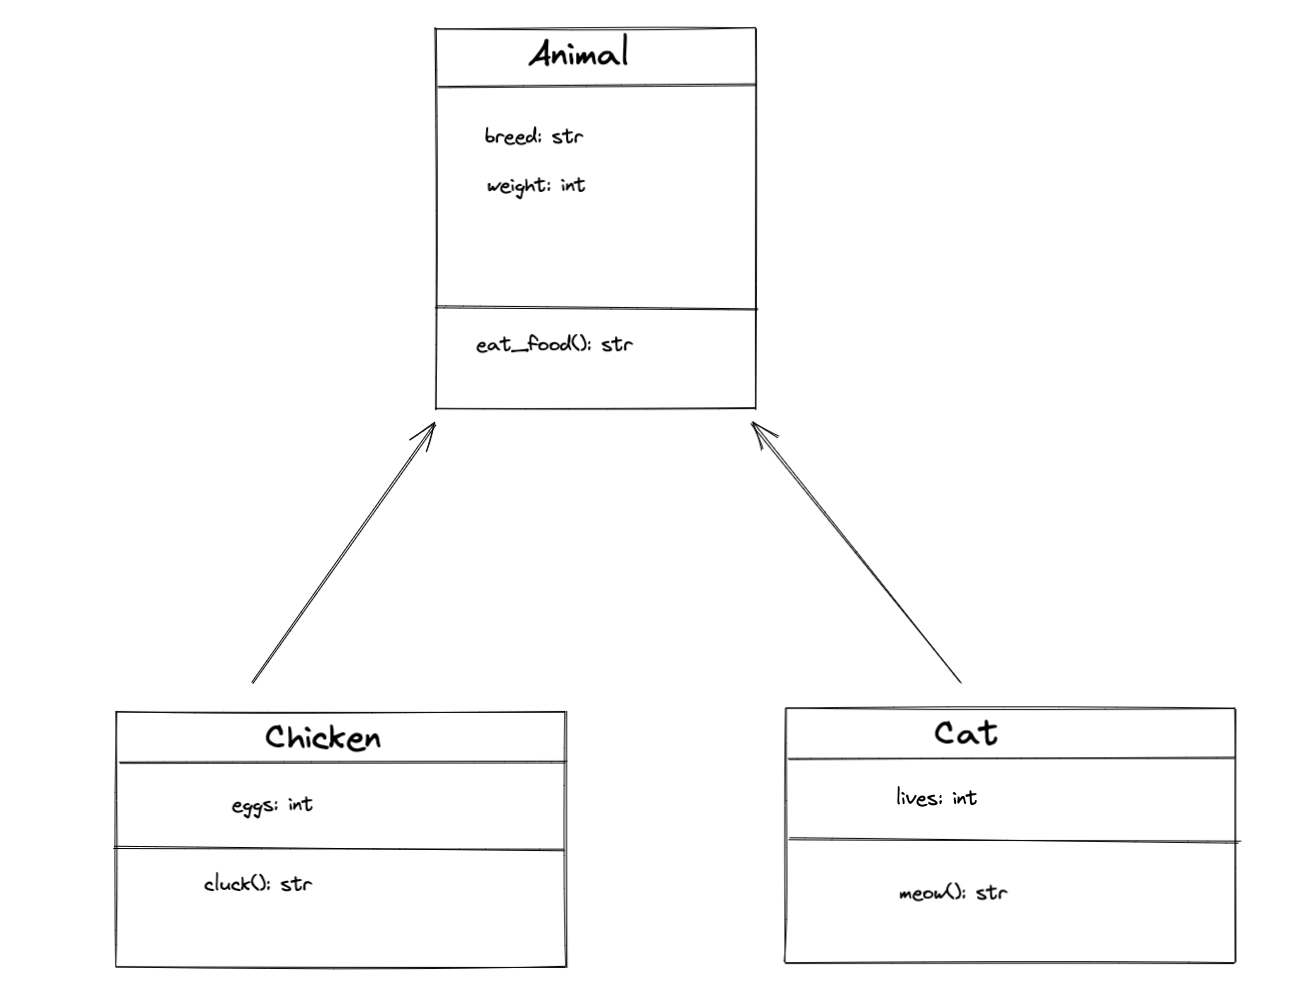 Animal
breed: str
weight: int
eat_food(): str
Chicken
eggs: int
cluck(): str
Cat
lives: int
meow(): str